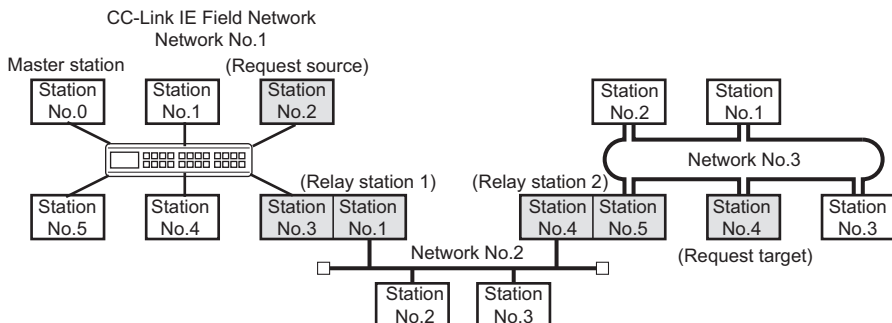 CC-Link IE Field Network
Network No.1
Master station
(Request source)
Station
No.0
Station
No.1
Station
No.2
Station
No.2
Station
No.1
Network No.3
(Relay station 1)
(Relay station 2)
Station
No.5
Station
No.4
Station
No.3
Station
No.1
Station
No.4
Station
No.5
Station
No.4
Station
No.3
(Request target)
Network No.2
Station
No.2
Station
No.3